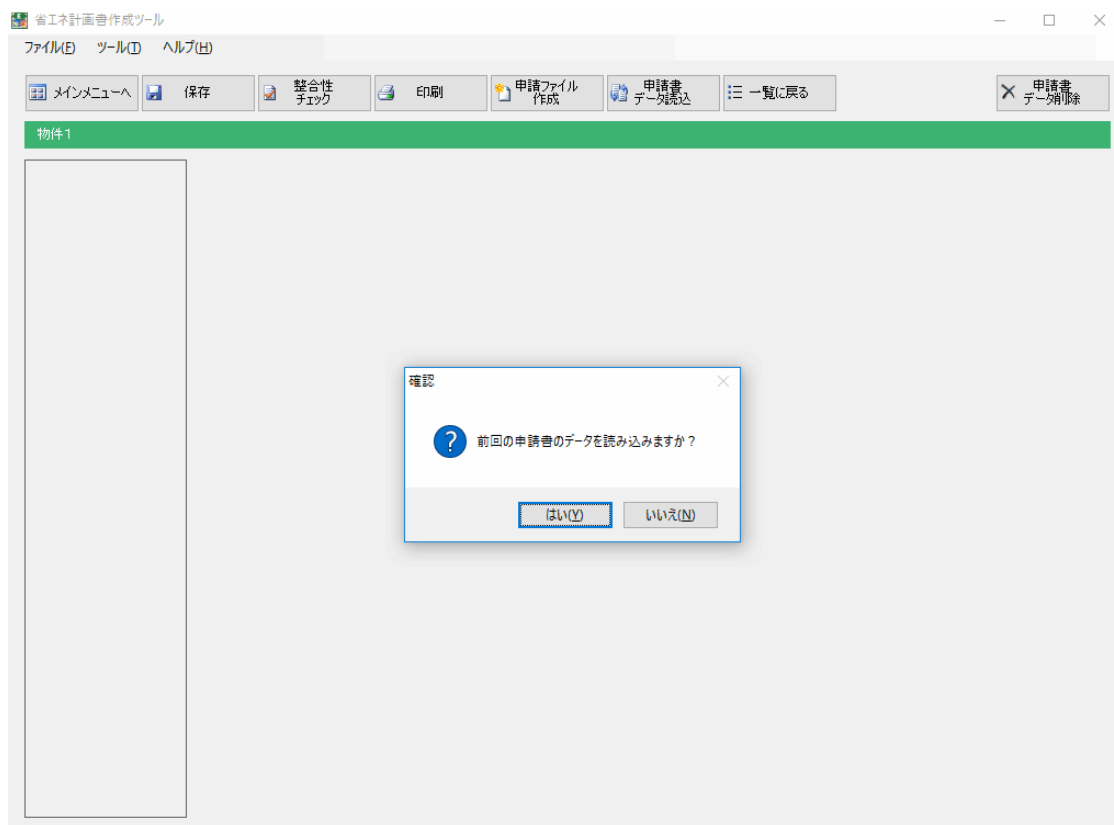 省エネ計画書作成ツール
ファイル(F) ツール(T) ヘルプ(H)
メインメニューへ
保存
整合性
チェック
印刷
申請ファイル
作成
申請書
データ読込
一覧に戻る
申請書
データ削除
物件1
確認
前回の申請書のデータを読み込みますか？
はい(Y)
いいえ(N)